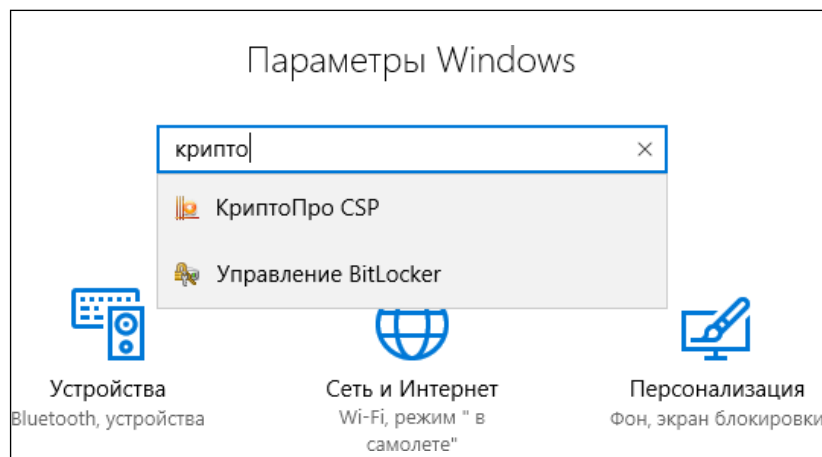 Параметры Windows
крипто
КриптоПро CSP
Управление BitLocker
Устройства
Bluetooth, устройства
Сеть и Интернет
Wi-Fi, режим " в
самолете"
Персонализация
Фон, экран блокировки